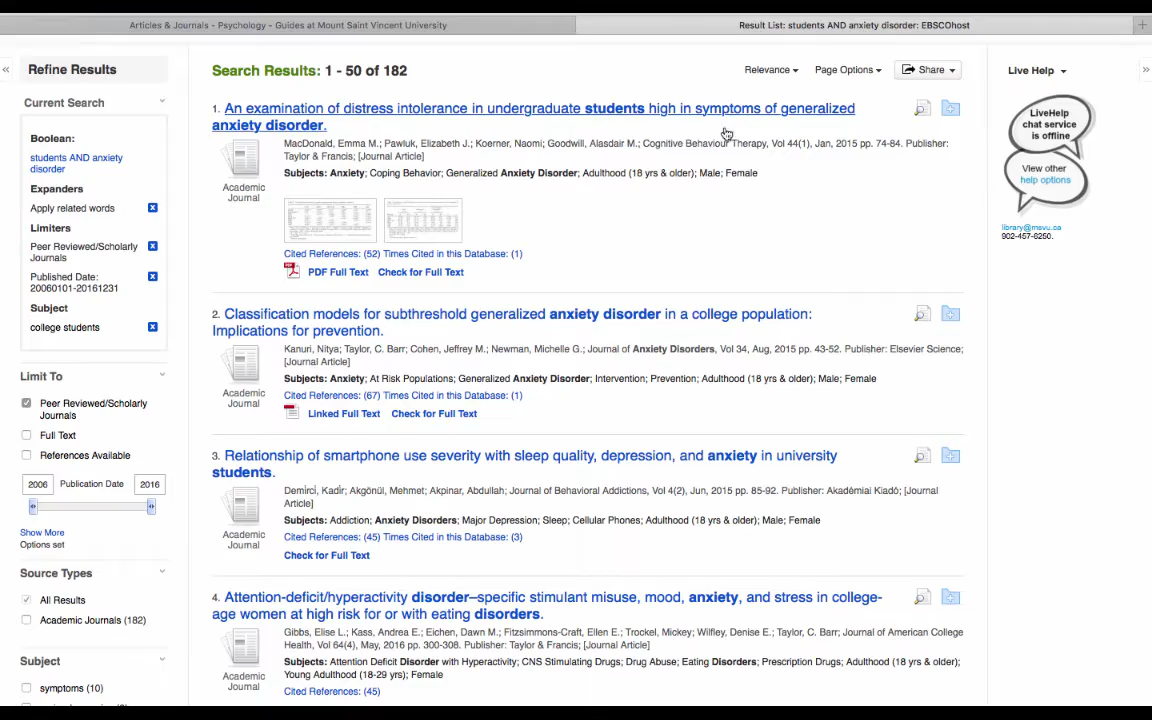 Articles & Journals - Psychology - Guides at Mount Saint Vincent University
Result List: students AND anxiety disorder: EBSCOhost
+
«
Refine Results
Current Search
Boolean:
students AND anxiety
disorder
Expanders
Apply related words
Limiters
Peer Reviewed/Scholarly
Journals
Published Date:
20060101-20161231
Subject
college students
Limit To
Peer Reviewed/Scholarly
Journals
Full Text
References Available
2006 Publication Date 2016
Show More
Options set
Source Types
All Results
Academic Journals (182)
Subject
symptoms (10)
Search Results: 1 - 50 of 182
Relevance Page Options Share
1. An examination of distress intolerance in undergraduate students high in symptoms of generalized
anxiety disorder.
MacDonald, Emma M.; Pawluk, Elizabeth J.; Koerner, Naomi; Goodwill, Alasdair M.; Cognitive Behaviour Therapy, Vol 44(1), Jan, 2015 pp. 74-84. Publisher:
Taylor & Francis; [Journal Article]
Academic
Journal
Subjects: Anxiety; Coping Behavior; Generalized Anxiety Disorder; Adulthood (18 yrs & older); Male; Female
Cited References: (52) Times Cited in this Database: (1)
PDF Full Text Check for Full Text
2. Classification models for subthreshold generalized anxiety disorder in a college population:
Implications for prevention.
Kanuri, Nitya; Taylor, C. Barr; Cohen, Jeffrey M.; Newman, Michelle G.; Journal of Anxiety Disorders, Vol 34, Aug, 2015 pp. 43-52. Publisher: Elsevier Science;
[Journal Article]
Academic
Journal
Subjects: Anxiety; At Risk Populations; Generalized Anxiety Disorder; Intervention; Prevention; Adulthood (18 yrs & older); Male; Female
Cited References: (67) Times Cited in this Database: (1)
Linked Full Text Check for Full Text
3. Relationship of smartphone use severity with sleep quality, depression, and anxiety in university
students.
Demirci, Kadir; Akgönül, Mehmet; Akpinar, Abdullah; Journal of Behavioral Addictions, Vol 4(2), Jun, 2015 pp. 85-92. Publisher: Akadémiai Kiadó; [Journal
Article]
Academic
Journal
Subjects: Addiction; Anxiety Disorders; Major Depression; Sleep; Cellular Phones; Adulthood (18 yrs & older); Male; Female
Cited References: (45) Times Cited in this Database: (3)
Check for Full Text
4. Attention-deficit/hyperactivity disorder–specific stimulant misuse, mood, anxiety, and stress in college-
age women at high risk for or with eating disorders.
Gibbs, Elise L.; Kass, Andrea E.; Eichen, Dawn M.; Fitzsimmons-Craft, Ellen E.; Trockel, Mickey; Wilfley, Denise E.; Taylor, C. Barr; Journal of American College
Health, Vol 64(4), May, 2016 pp. 300-308. Publisher: Taylor & Francis; [Journal Article]
Academic
Journal
Subjects: Attention Deficit Disorder with Hyperactivity; CNS Stimulating Drugs; Drug Abuse; Eating Disorders; Prescription Drugs; Adulthood (18 yrs & older);
Young Adulthood (18-29 yrs); Female
Cited References: (45)
Live Help
»
LiveHelp
chat service
is offline
View other
help options
library@msvu.ca
902-457-6250.